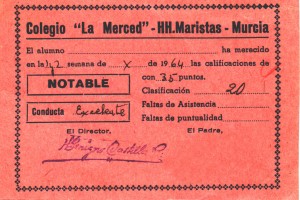 Colegio "La Merced" - HH. Maristas - Murcia
El alumno ha merecido
en la semana de X de 1964 las calificaciones de
NOTABLE
con 35 puntos.
Clasificación 20
Conducta Excelente
Faltas de Asistencia
Faltas de puntualidad
El Director,
El Padre,